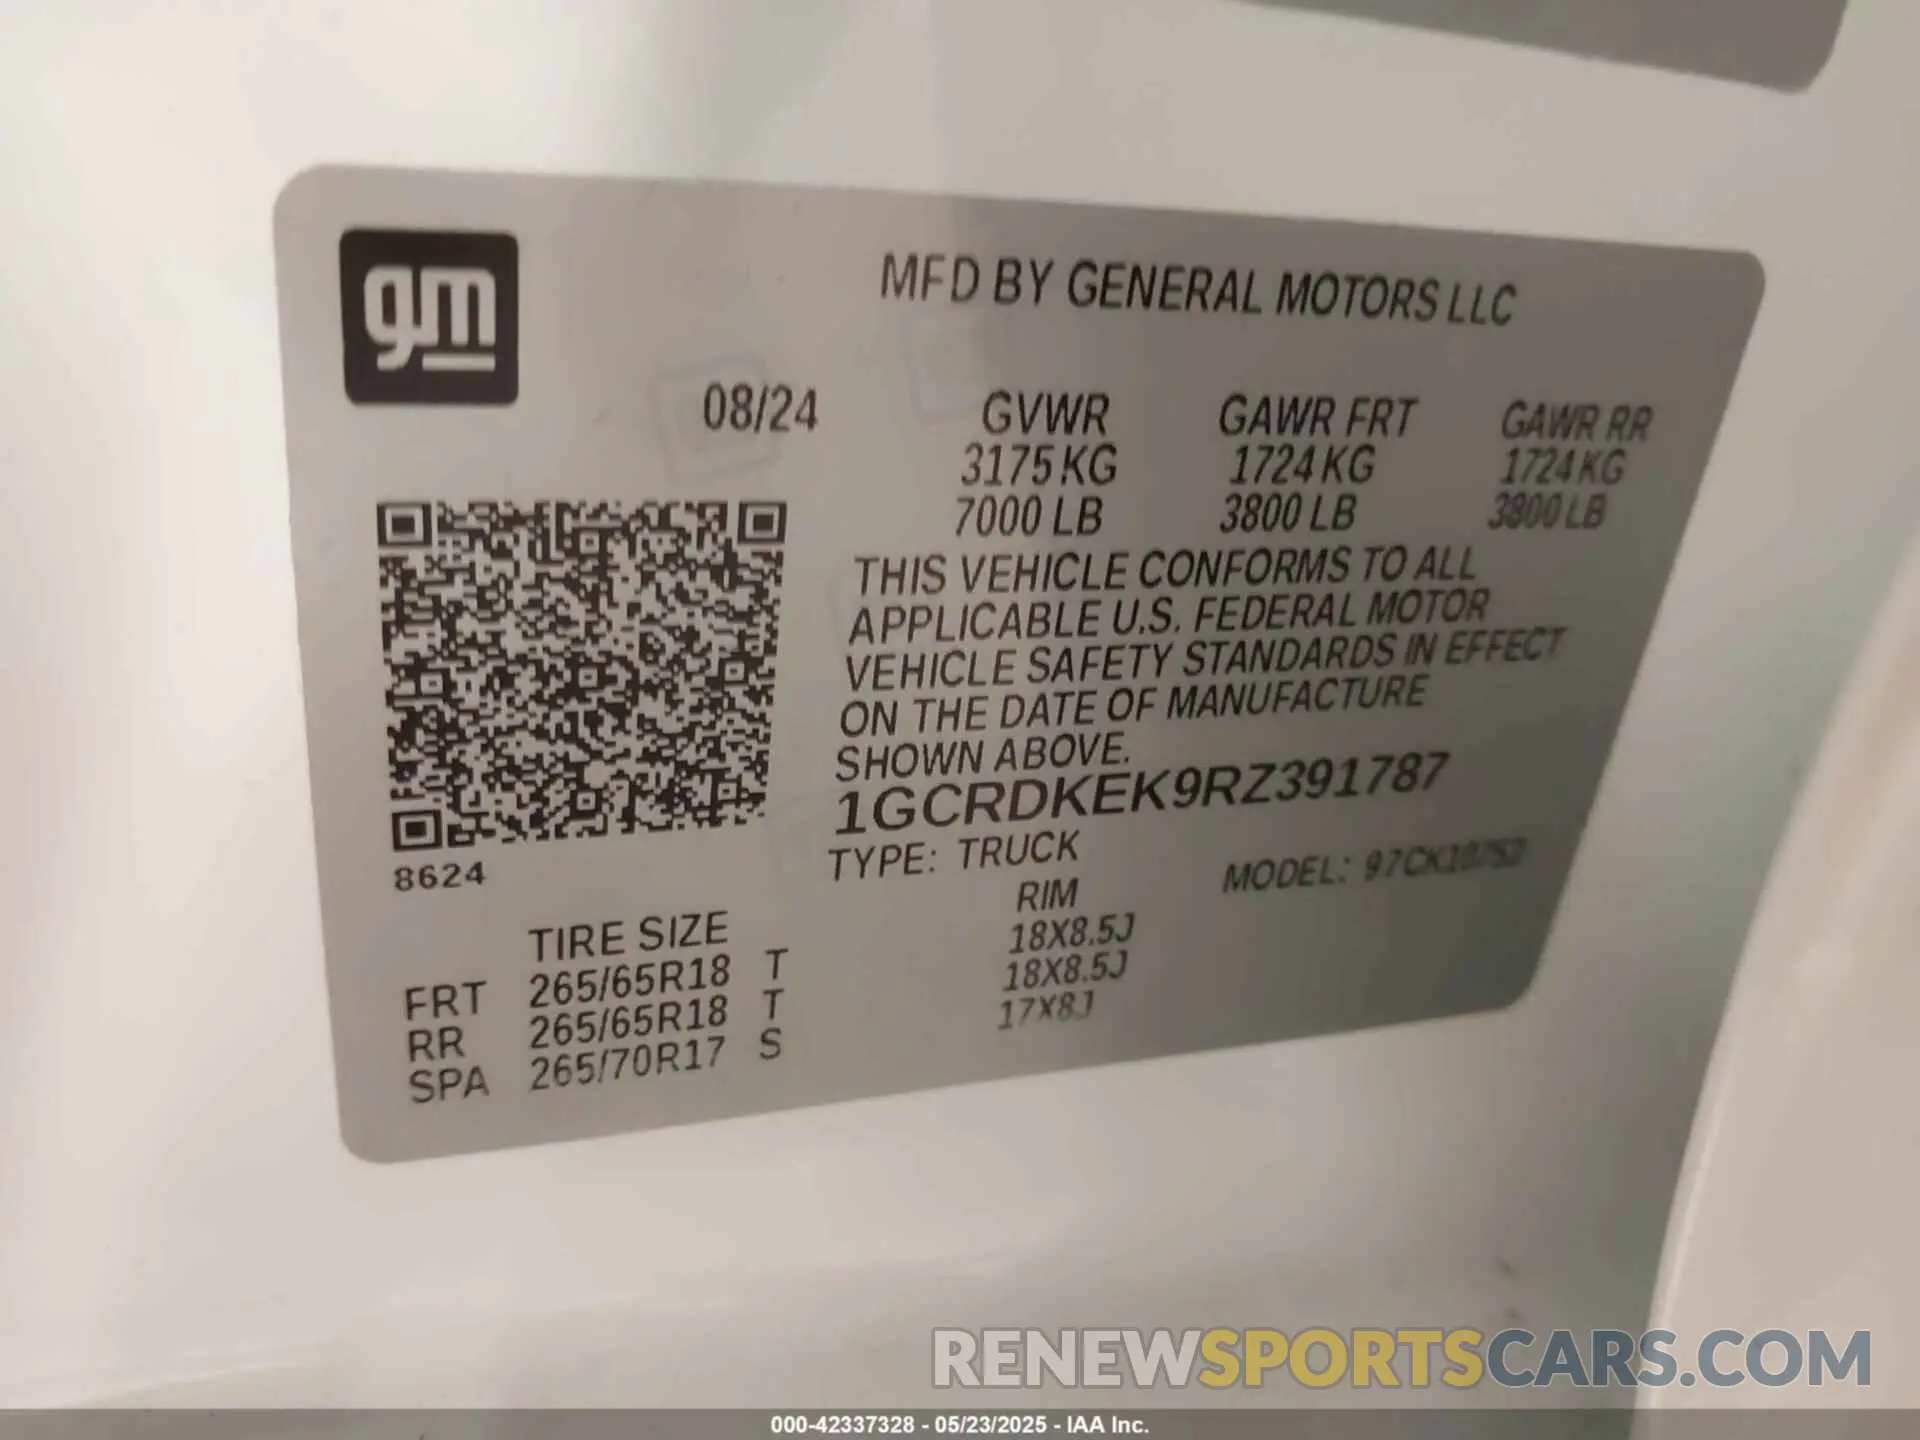 gm
MFD BY GENERAL MOTORS LLC
08/24
GVWR GAWR FRT GAWR RR
3175 KG 1724 KG 1724 KG
7000 LB 3800 LB 3800 LB
THIS VEHICLE CONFORMS TO ALL
APPLICABLE U.S. FEDERAL MOTOR
VEHICLE SAFETY STANDARDS IN EFFECT
ON THE DATE OF MANUFACTURE
SHOWN ABOVE.
1GCRDKEK9RZ391787
8624
TYPE: TRUCK MODEL:
TIRE SIZE RIM
FRT 265/65R18 T 18X8.5J
RR 265/65R18 T 18X8.5J
SPA 265/70R17 S 17X8J
RENEWSPORTSCARS.COM
000-42337328 - 05/23/2025 - IAA Inc.